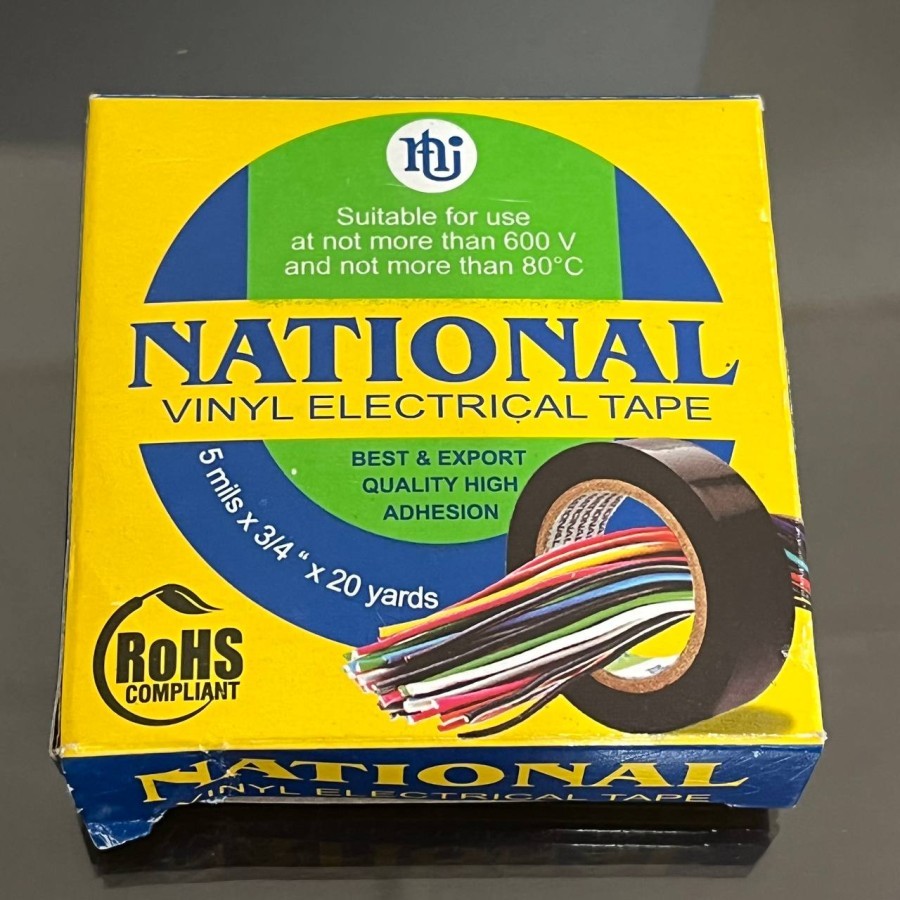 Suitable for use
at not more than 600 V
and not more than 80°C
NATIONAL
VINYL ELECTRICAL TAPE
BEST & EXPORT
QUALITY HIGH
ADHESION
5 mils x 3/4 “ x 20 yards
RoHS
COMPLIANT
NATIONAL
VINYL ELECTRICAL TAPE